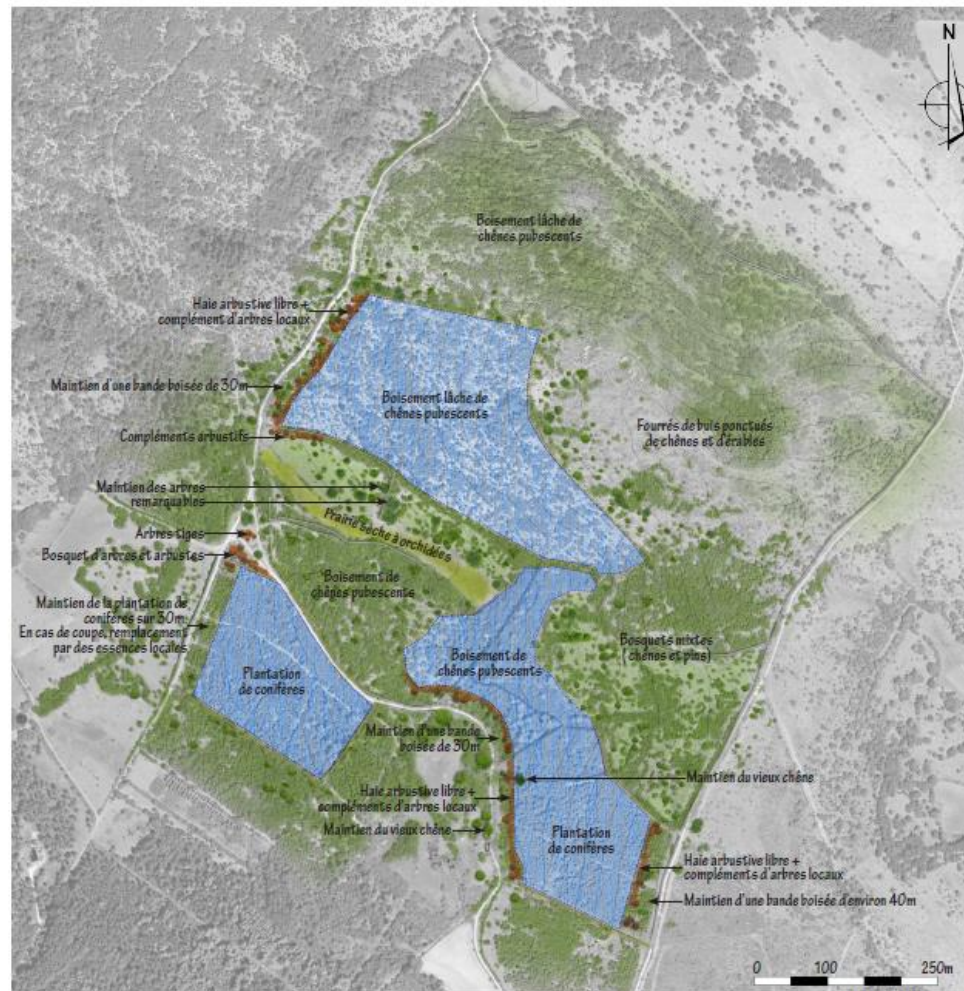 N
Boisement lâche de
chênes pubescents
Haie arbustive libre +
complément d'arbres locaux
Maintien d'une bande boisée de 30m
Boisement lâche de
chênes pubescents
Compléments arbustifs
Fourrés de buis ponctués
de chênes et d'érables
Maintien des arbres
remarquables
Prairie sèche à orchidées
Arbres tiges
Bosquet d'arbres et arbustes
Boisement de
chênes pubescents
Maintien de la plantation de
conifères sur 30m.
En cas de coupe, remplacement
par des essences locales
Boisement de
chênes pubescents
Bosquets mixtes
(chênes et pins)
Plantation
de conifères
Maintien d'une bande
boisée de 30m
Maintien du vieux chêne
Haie arbustive libre +
compléments d'arbres locaux
Maintien du vieux chêne
Plantation
de conifères
Haie arbustive libre +
compléments d'arbres locaux
Maintien d'une bande boisée d'environ 40m
0 100 250m